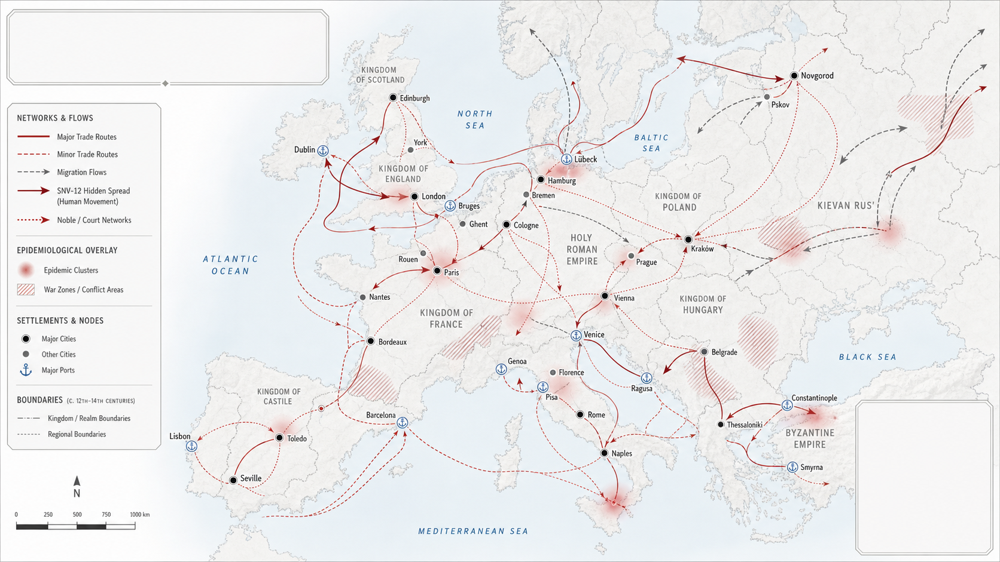 NETWORKS & FLOWS
Major Trade Routes
Minor Trade Routes
Migration Flows
SNV-12 Hidden Spread
(Human Movement)
Noble / Court Networks
EPIDEMIOLOGICAL OVERLAY
Epidemic Clusters
War Zones / Conflict Areas
SETTLEMENTS & NODES
Major Cities
Other Cities
Major Ports
BOUNDARIES (C. 12TH–14TH CENTURIES)
Kingdom / Realm Boundaries
Regional Boundaries
N
0 250 500 750 1000 km
KINGDOM
OF SCOTLAND
Edinburgh
NORTH
SEA
Dublin
York
KINGDOM OF
ENGLAND
London
Bruges
Ghent
Lübeck
Hamburg
Bremen
Cologne
BALTIC
SEA
Novgorod
Pskov
KINGDOM OF
POLAND
KIEVAN RUS'
HOLY
ROMAN
EMPIRE
Kraków
Prague
ATLANTIC
OCEAN
Rouen
Paris
Nantes
Vienna
KINGDOM OF
FRANCE
KINGDOM OF
HUNGARY
Bordeaux
Venice
Belgrade
BLACK SEA
Genoa
Florence
Pisa
Ragusa
KINGDOM OF
CASTILE
Barcelona
Rome
Constantinople
Thessaloniki
BYZANTINE
EMPIRE
Lisbon
Toledo
Naples
Smyrna
Seville
MEDITERRANEAN SEA